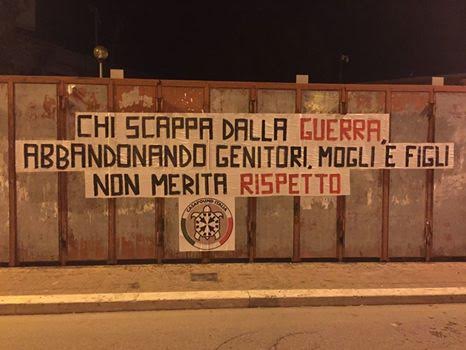 CHI SCAPPA DALLA GUERRA,
ABBANDONANDO GENITORI, MOGLI E FIGLI
NON MERITA RISPETTO
CASAPOUND ITALIA